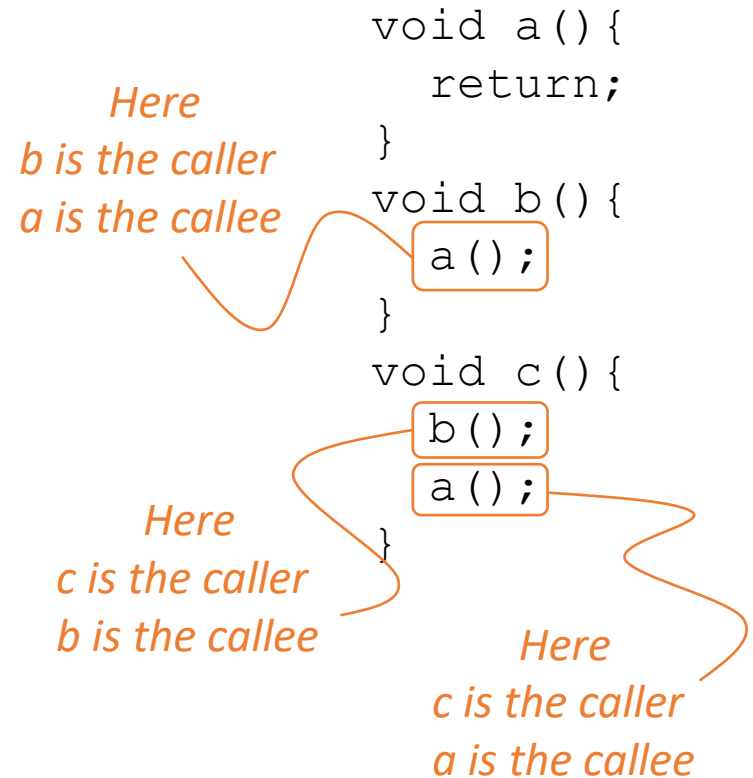 void a(){
return;
}
Here
b is the caller
a is the callee
void b(){
a();
}
void c(){
b();
a();
}
Here
c is the caller
b is the callee
Here
c is the caller
a is the callee